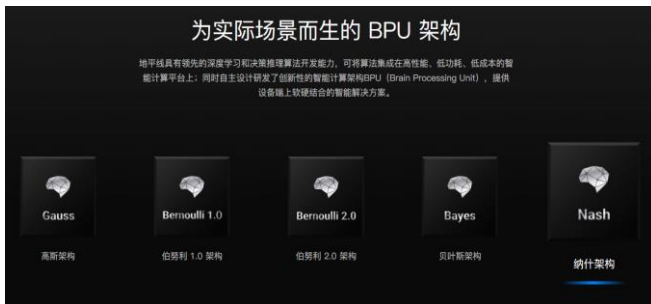 为实际场景而生的 BPU 架构
地平线具有领先的深度学习和决策推理算法开发能力，可将算法集成在高性能、低功耗、低成本的智
能计算平台上；同时自主设计研发了创新性的智能计算架构BPU（Brain Processing Unit），提供
设备端上软硬结合的智能解决方案。
Gauss
Bernoulli 1.0
Bernoulli 2.0
Bayes
Nash
高斯架构
伯努利 1.0 架构
伯努利 2.0 架构
贝叶斯架构
纳什架构